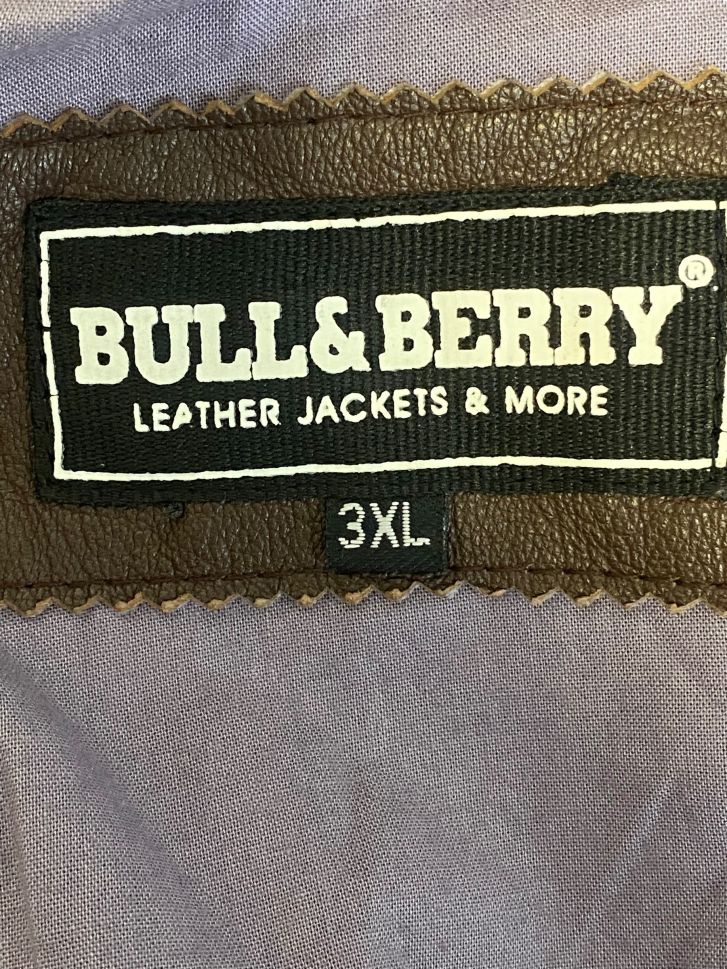 BULL & BERRY®
LEATHER JACKETS & MORE
3XL